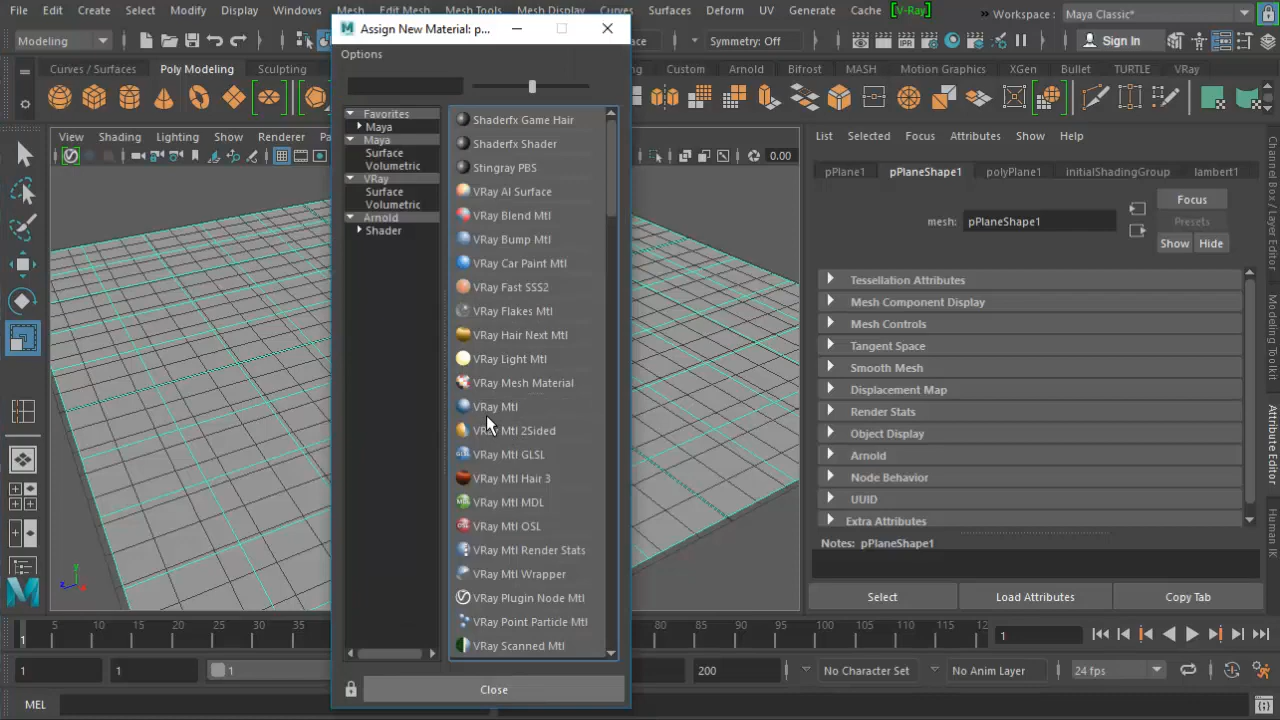 File Edit Create Select Modify Display Windows Mesh Edit Mesh Mesh Tools Mesh Display Curves Surfaces Deform UV Generate Cache [V-Ray] Workspace: Maya Classic*
Assign New Material: p...
Modeling Symmetry: Off Sign In
Options
Curves / Surfaces Poly Modeling Sculpting Custom Arnold Bifrost MASH Motion Graphics XGen Bullet TURTLE VRay
View Shading Lighting Show Renderer
0.00
Favorites
Maya
Maya
Surface
Volumetric
VRay
Surface
Volumetric
Arnold
Shader
Shaderfx Game Hair
Shaderfx Shader
Stingray PBS
VRay Al Surface
VRay Blend Mtl
VRay Bump Mtl
VRay Car Paint Mtl
VRay Fast SSS2
VRay Flakes Mtl
VRay Hair Next Mtl
VRay Light Mtl
VRay Mesh Material
VRay Mtl
VRay Mtl 2Sided
VRay Mtl GLSL
VRay Mtl Hair 3
VRay Mtl MDL
VRay Mtl OSL
VRay Mtl Render Stats
VRay Mtl Wrapper
VRay Plugin Node Mtl
VRay Point Particle Mtl
VRay Scanned Mtl
Close
List Selected Focus Attributes Show Help
pPlane1 pPlaneShape1 polyPlane1 initialShadingGroup lambert1
Focus
mesh: pPlaneShape1 Presets
Show Hide
Tessellation Attributes
Mesh Component Display
Mesh Controls
Tangent Space
Smooth Mesh
Displacement Map
Render Stats
Object Display
Arnold
Node Behavior
UUID
Extra Attributes
Notes: pPlaneShape1
Select Load Attributes Copy Tab
Channel Box / Layer Editor
Modeling Toolkit
Attribute Editor
Human IK
y
z
5 10 15 20 25 30 35 80 85 90 95 100 105 110 115 12
1 1
1 1 1 200 No Character Set No Anim Layer 24 fps
MEL